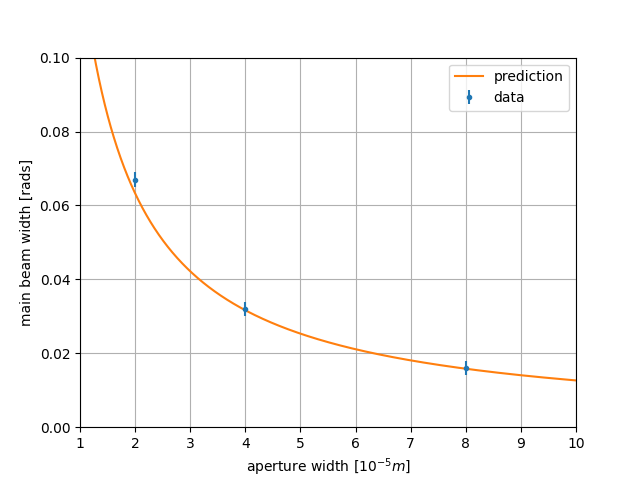 0.10
0.08
0.06
0.04
0.02
0.00
main beam width [rads]
prediction
data
1 2 3 4 5 6 7 8 9 10
aperture width [10⁻⁵m]